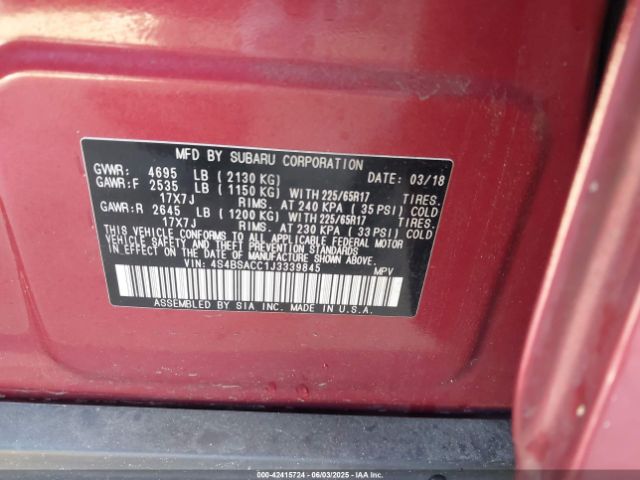 MFD BY SUBARU CORPORATION
GVWR: 4695 LB (2130 KG) DATE: 03/18
GAWR:F 2535 LB (1150 KG) WITH 225/65R17 TIRES.
17X7J RIMS. AT 240 KPA (35 PSI) COLD
GAWR:R 2645 LB (1200 KG) WITH 225/65R17 TIRES.
17X7J RIMS. AT 230 KPA (33 PSI) COLD
THIS VEHICLE CONFORMS TO ALL APPLICABLE FEDERAL MOTOR
VEHICLE SAFETY AND THEFT PREVENTION STANDARDS
IN EFFECT ON THE DATE OF MANUFACTURE SHOWN ABOVE.
VIN: 4S4BSACC1J3339845 MPV
ASSEMBLED BY SIA INC. MADE IN U.S.A.
000-42415724 - 06/03/2025 - IAAI.COM